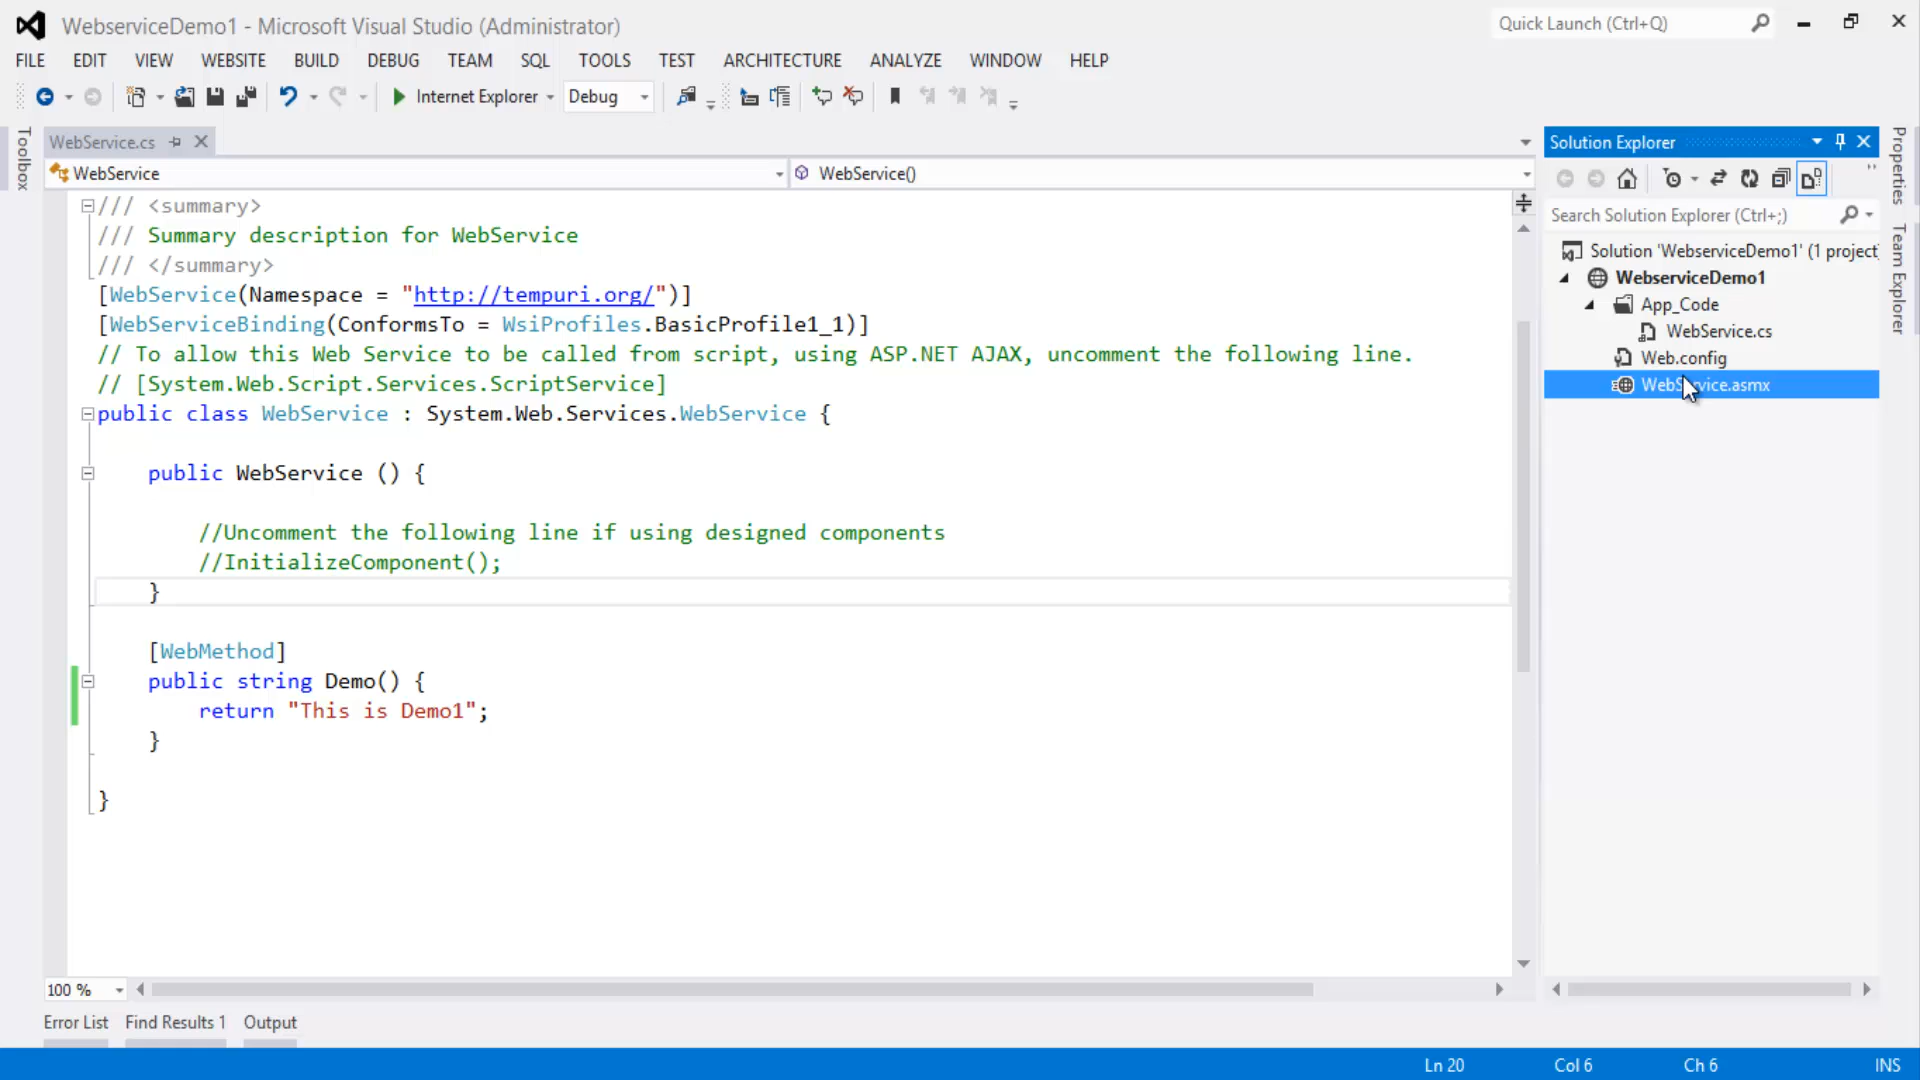 WebserviceDemo1 - Microsoft Visual Studio (Administrator)
Quick Launch (Ctrl+Q)
FILE EDIT VIEW WEBSITE BUILD DEBUG TEAM SQL TOOLS TEST ARCHITECTURE ANALYZE WINDOW HELP
Internet Explorer Debug
Toolbox
WebService.cs
WebService
WebService()
/// <summary>
/// Summary description for WebService
/// </summary>
[WebService(Namespace = "http://tempuri.org/")]
[WebServiceBinding(ConformsTo = WsiProfiles.BasicProfile1_1)]
// To allow this Web Service to be called from script, using ASP.NET AJAX, uncomment the following line.
// [System.Web.Script.Services.ScriptService]
public class WebService : System.Web.Services.WebService {
public WebService () {
//Uncomment the following line if using designed components
//InitializeComponent();
}
[WebMethod]
public string Demo() {
return "This is Demo1";
}
}
100 %
Solution Explorer
Search Solution Explorer (Ctrl+;)
Solution 'WebserviceDemo1' (1 project
WebserviceDemo1
App_Code
WebService.cs
Web.config
WebService.asmx
Properties
Team Explorer
Error List Find Results 1 Output
Ln 20 Col 6 Ch 6 INS